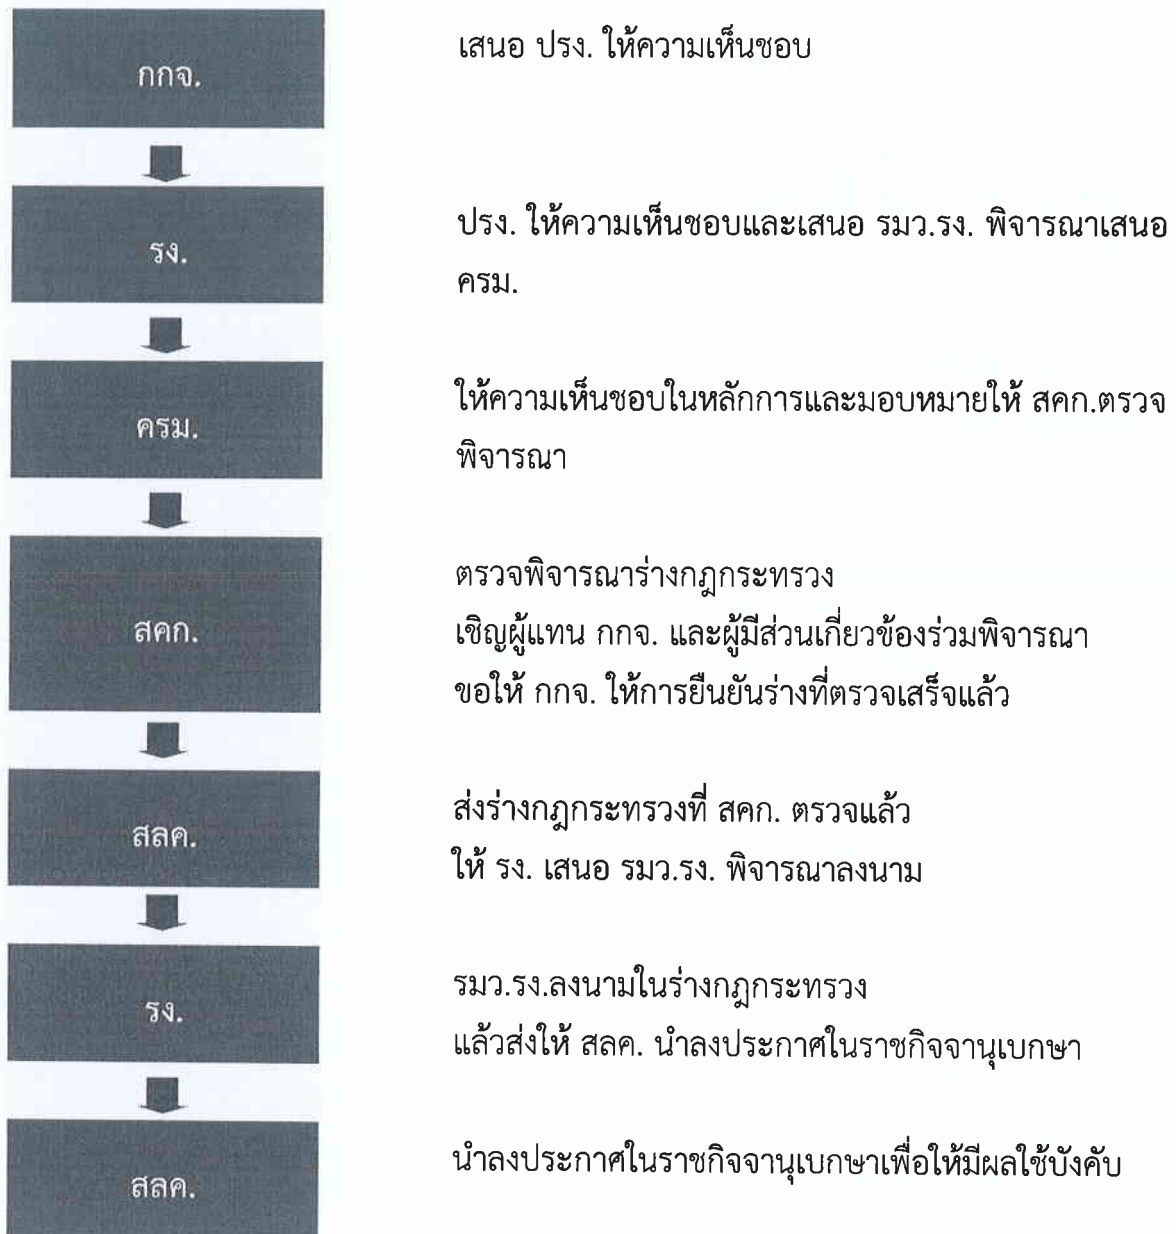 กกจ.
เสนอ ปรง. ให้ความเห็นชอบ
รง.
ปรง. ให้ความเห็นชอบและเสนอ รมว.รง. พิจารณาเสนอ
ครม.
ครม.
ให้ความเห็นชอบในหลักการและมอบหมายให้ สคก.ตรวจ
พิจารณา
สคก.
ตรวจพิจารณาร่างกฎกระทรวง
เชิญผู้แทน กกจ. และผู้มีส่วนเกี่ยวข้องร่วมพิจารณา
ขอให้ กกจ. ให้การยืนยันร่างที่ตรวจเสร็จแล้ว
สลค.
ส่งร่างกฎกระทรวงที่ สคก. ตรวจแล้ว
ให้ รง. เสนอ รมว.รง. พิจารณาลงนาม
รง.
รมว.รง.ลงนามในร่างกฎกระทรวง
แล้วส่งให้ สลค. นำลงประกาศในราชกิจจานุเบกษา
สลค.
นำลงประกาศในราชกิจจานุเบกษาเพื่อให้มีผลใช้บังคับ